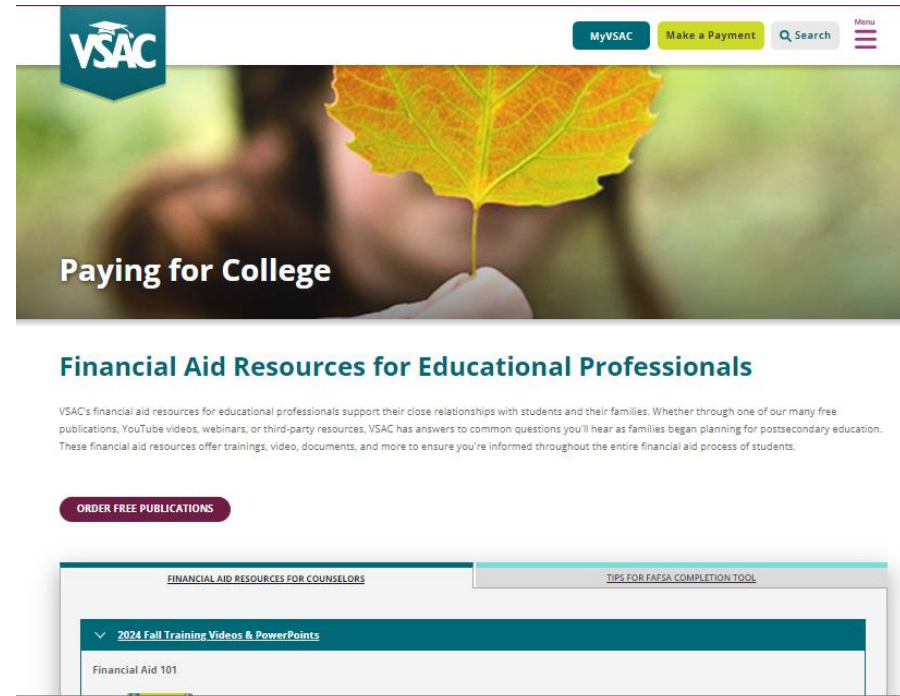 Menu
VSAC
MyVSAC
Make a Payment
Search
Paying for College
Financial Aid Resources for Educational Professionals
VSAC's financial aid resources for educational professionals support their close relationships with students and their families. Whether through one of our many free
publications, YouTube videos, webinars, or third-party resources, VSAC has answers to common questions you'll hear as families began planning for postsecondary education.
These financial aid resources offer trainings, video, documents, and more to ensure you're informed throughout the entire financial aid process of students.
ORDER FREE PUBLICATIONS
FINANCIAL AID RESOURCES FOR COUNSELORS
TIPS FOR FAFSA COMPLETION TOOL
2024 Fall Training Videos & PowerPoints
Financial Aid 101